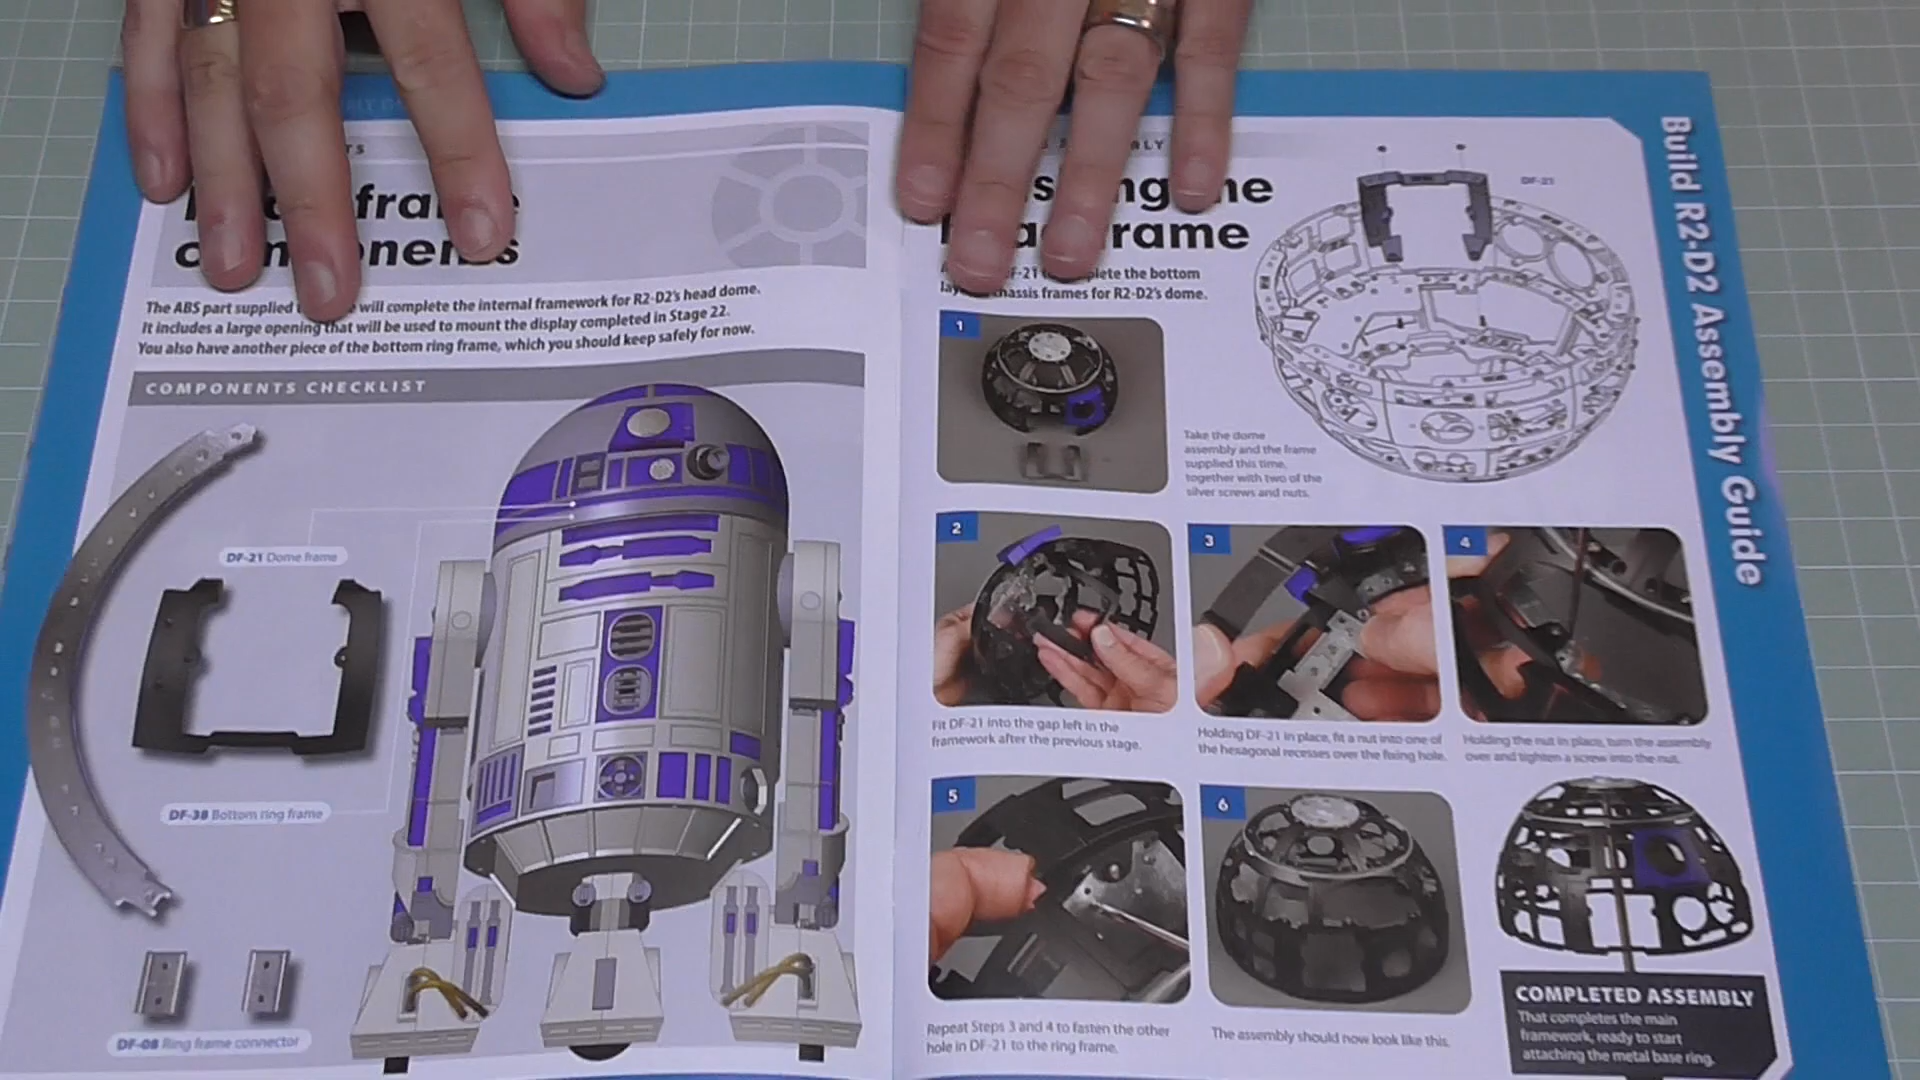 fra
components
The ABS part supplied will complete the internal framework for R2-D2's head dome.
It includes a large opening that will be used to mount the display completed in Stage 22.
You also have another piece of the bottom ring frame, which you should keep safely for now.
COMPONENTS CHECKLIST
DF-21 Dome frame
DF-38 Bottom ring frame
DF-08 Ring frame connector
the
frame
plete the bottom
chassis frames for R2-D2's dome.
DF-21
1
Take the dome
assembly and the frame
supplied this time,
together with two of the
silver screws and nuts.
2
Fit DF-21 into the gap left in the
framework after the previous stage.
3
Holding DF-21 in place, fit a nut into one of
the hexagonal recesses over the fixing hole.
4
Holding the nut in place, turn the assembly
over and tighten a screw into the nut.
5
Repeat Steps 3 and 4 to fasten the other
hole in DF-21 to the ring frame.
6
The assembly should now look like this.
COMPLETED ASSEMBLY
That completes the main
framework, ready to start
attaching the metal base ring.
Build R2-D2 Assembly Guide